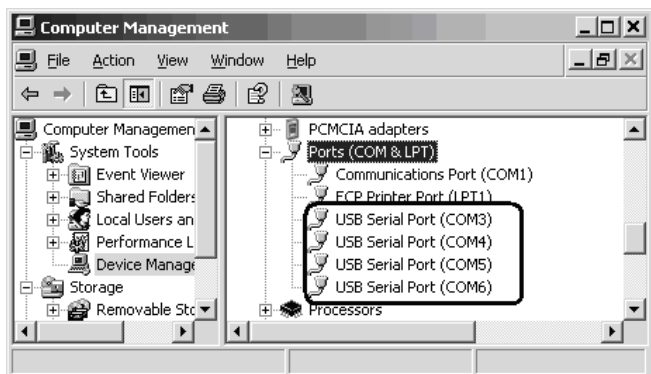 Computer Management
File Action View Window Help
Computer Managemen
System Tools
Event Viewer
Shared Folders
Local Users an
Performance L
Device Manage
Storage
Removable Sto
PCMCIA adapters
Ports (COM & LPT)
Communications Port (COM1)
ECP Printer Port (LPT1)
USB Serial Port (COM3)
USB Serial Port (COM4)
USB Serial Port (COM5)
USB Serial Port (COM6)
Processors